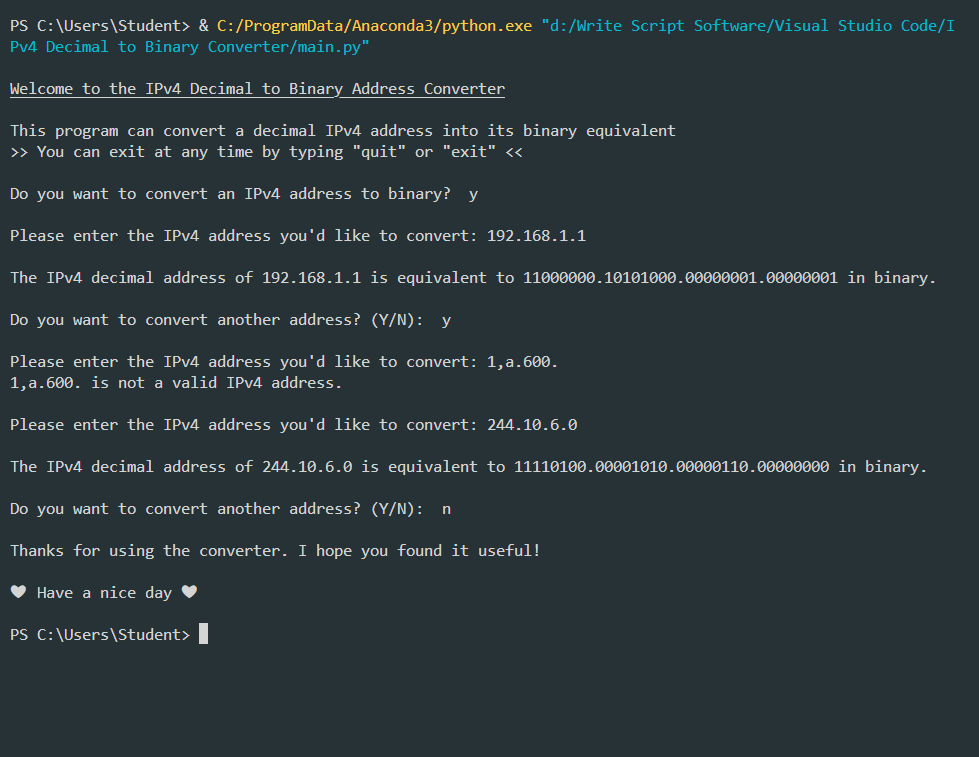 PS C:\Users\Student> & C:/ProgramData/Anaconda3/python.exe "d:/Write Script Software/Visual Studio Code/I
Pv4 Decimal to Binary Converter/main.py"
Welcome to the IPv4 Decimal to Binary Address Converter
This program can convert a decimal IPv4 address into its binary equivalent
>> You can exit at any time by typing "quit" or "exit" <<
Do you want to convert an IPv4 address to binary?  y
Please enter the IPv4 address you'd like to convert: 192.168.1.1
The IPv4 decimal address of 192.168.1.1 is equivalent to 11000000.10101000.00000001.00000001 in binary.
Do you want to convert another address? (Y/N):  y
Please enter the IPv4 address you'd like to convert: 1,a.600.
1,a.600. is not a valid IPv4 address.
Please enter the IPv4 address you'd like to convert: 244.10.6.0
The IPv4 decimal address of 244.10.6.0 is equivalent to 11110100.00001010.00000110.00000000 in binary.
Do you want to convert another address? (Y/N):  n
Thanks for using the converter. I hope you found it useful!
♥ Have a nice day ♥
PS C:\Users\Student>